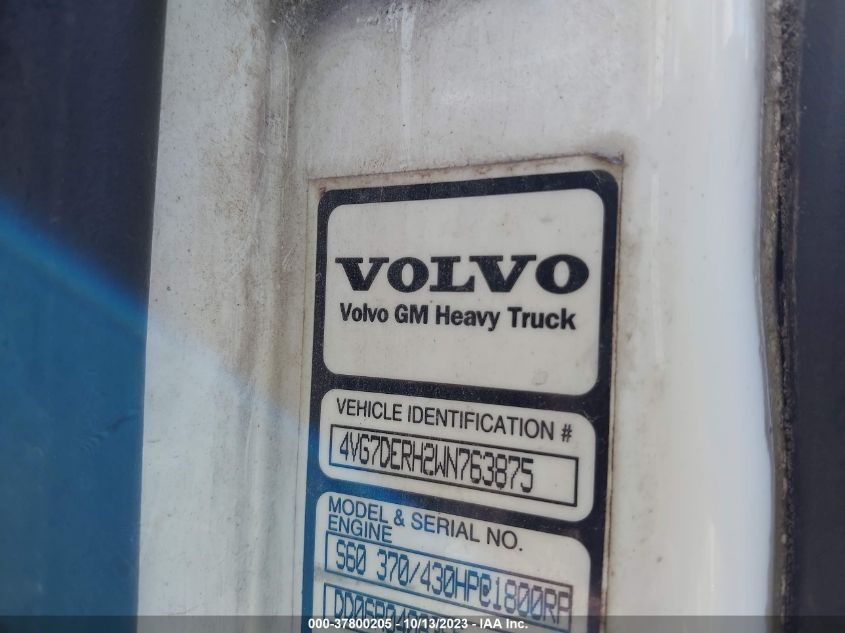 VOLVO
Volvo GM Heavy Truck
VEHICLE IDENTIFICATION #
4VG7DERH2WN763875
MODEL & SERIAL NO.
ENGINE
S60 370/430HP@1800RP
000-37800205 - 10/13/2023 - IAA Inc.